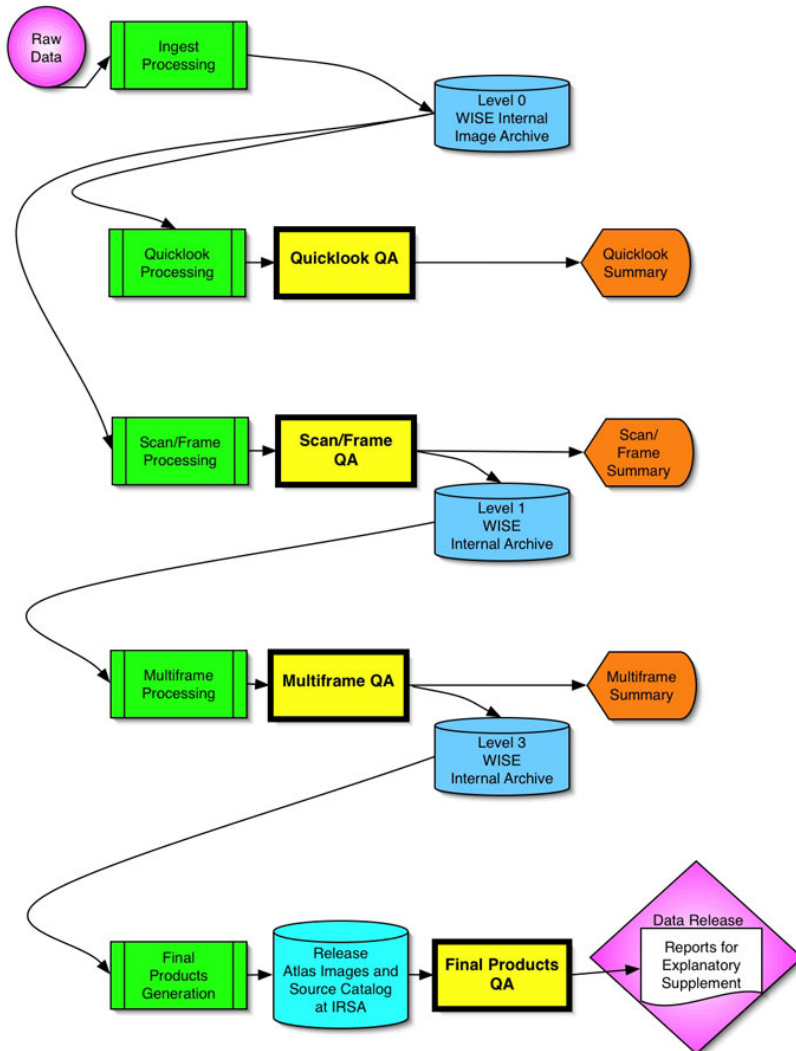 Raw
Data
Ingest
Processing
Level 0
WISE Internal
Image Archive
Quicklook
Processing
Quicklook QA
Quicklook
Summary
Scan/Frame
Processing
Scan/Frame
QA
Scan/
Frame
Summary
Level 1
WISE
Internal Archive
Multiframe
Processing
Multiframe QA
Multiframe
Summary
Level 3
WISE
Internal Archive
Final
Products
Generation
Release
Atlas Images and
Source Catalog
at IRSA
Final Products
QA
Data Release
Reports for
Explanatory
Supplement